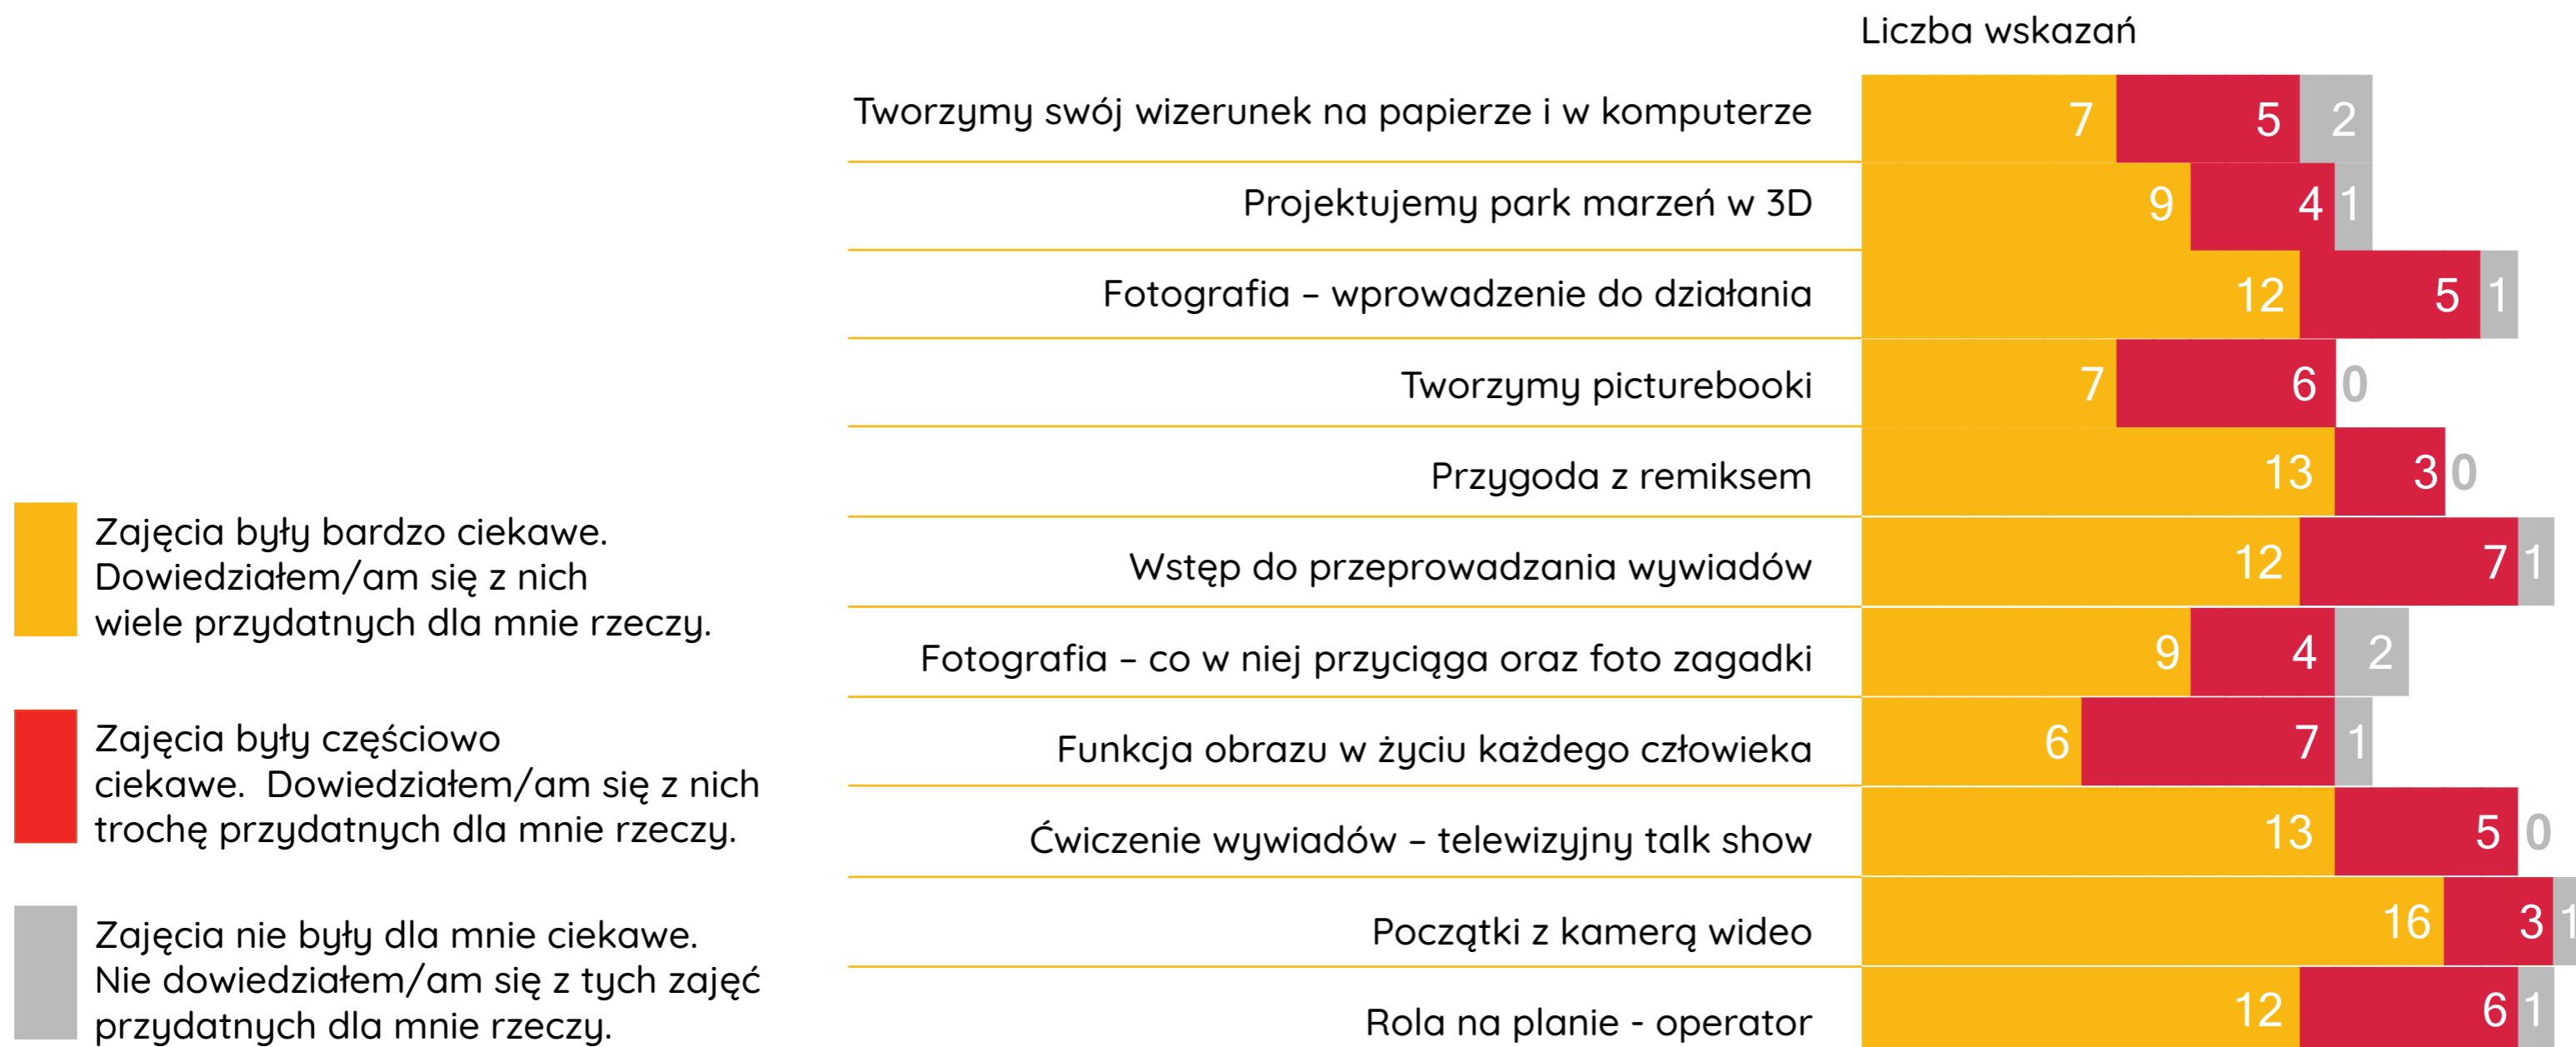 Liczba wskazań
Tworzymy swój wizerunek na papierze i w komputerze 7 5 2
Projektujemy park marzeń w 3D 9 4 1
Fotografia – wprowadzenie do działania 12 5 1
Tworzymy picturebooki 7 6 0
Przygoda z remiksem 13 3 0
Wstęp do przeprowadzania wywiadów 12 7 1
Fotografia – co w niej przyciąga oraz foto zagadki 9 4 2
Funkcja obrazu w życiu każdego człowieka 6 7 1
Ćwiczenie wywiadów – telewizyjny talk show 13 5 0
Początki z kamerą wideo 16 3 1
Rola na planie - operator 12 6 1
Zajęcia były bardzo ciekawe.
Dowiedziałem/am się z nich
wiele przydatnych dla mnie rzeczy.
Zajęcia były częściowo
ciekawe. Dowiedziałem/am się z nich
trochę przydatnych dla mnie rzeczy.
Zajęcia nie były dla mnie ciekawe.
Nie dowiedziałem/am się z tych zajęć
przydatnych dla mnie rzeczy.